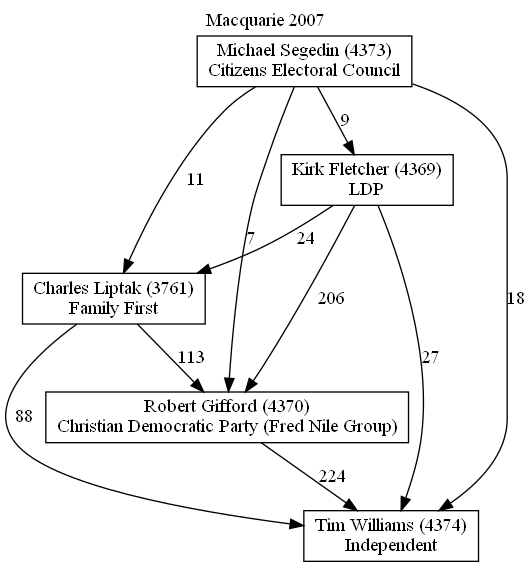 Macquarie 2007
Michael Segedin (4373)
Citizens Electoral Council
9
Kirk Fletcher (4369)
LDP
11
7
24
Charles Liptak (3761)
Family First
206
18
113
27
Robert Gifford (4370)
Christian Democratic Party (Fred Nile Group)
88
224
Tim Williams (4374)
Independent